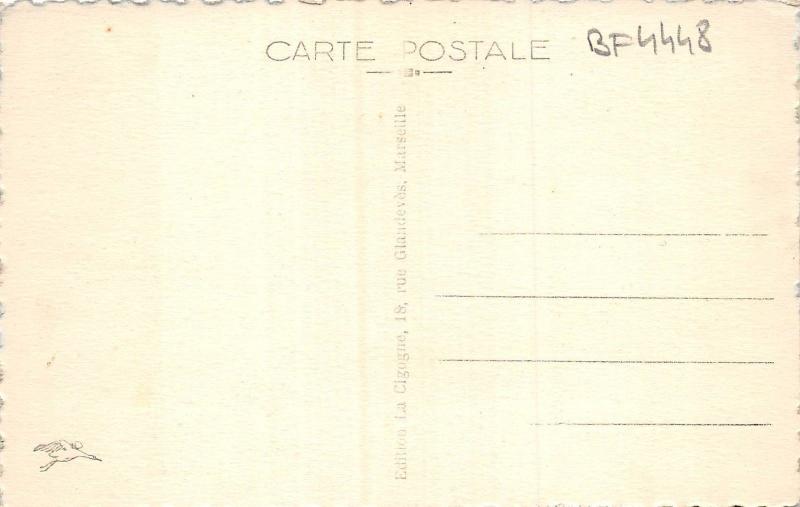 CARTE POSTALE
BF4448
Edition La Cigogne, 18, rue Glandevès, Marseille